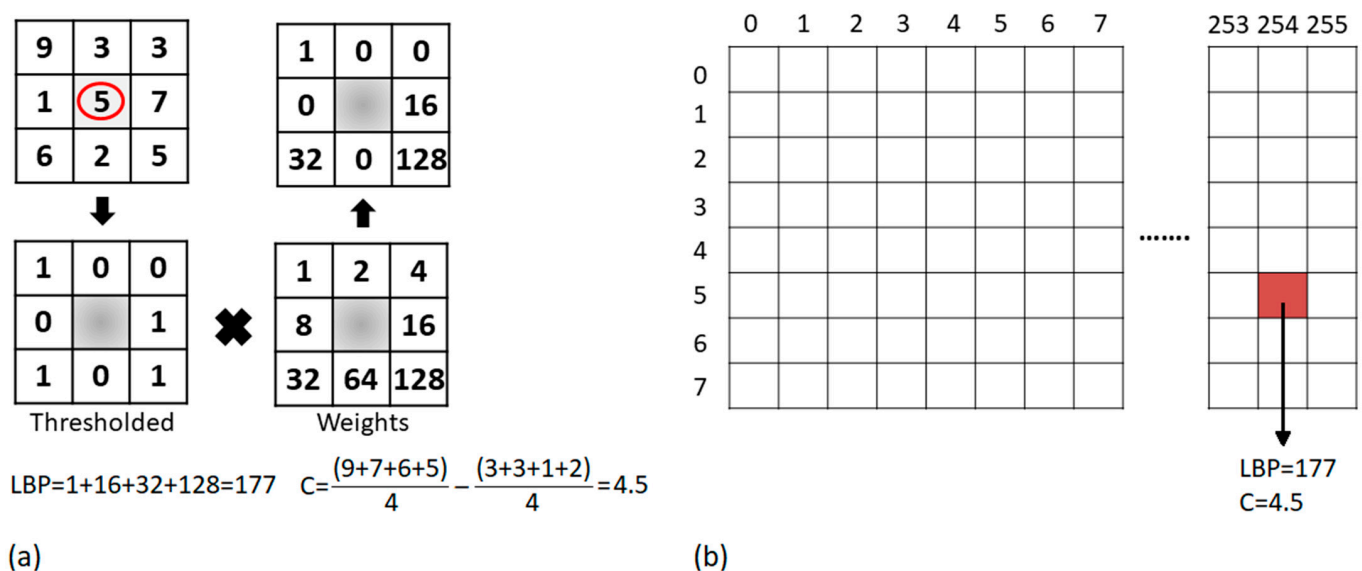 9 3 3
1 5 7
6 2 5
1 0 0
0 16
32 0 128
1 0 0
0 1
1 0 1
Thresholded
1 2 4
8 16
32 64 128
Weights
LBP=1+16+32+128=177 C=(9+7+6+5)/4−(3+3+1+2)/4=4.5
(a)
0 1 2 3 4 5 6 7 253 254 255
0
1
2
3
4
.......
5
6
7
LBP=177
C=4.5
(b)